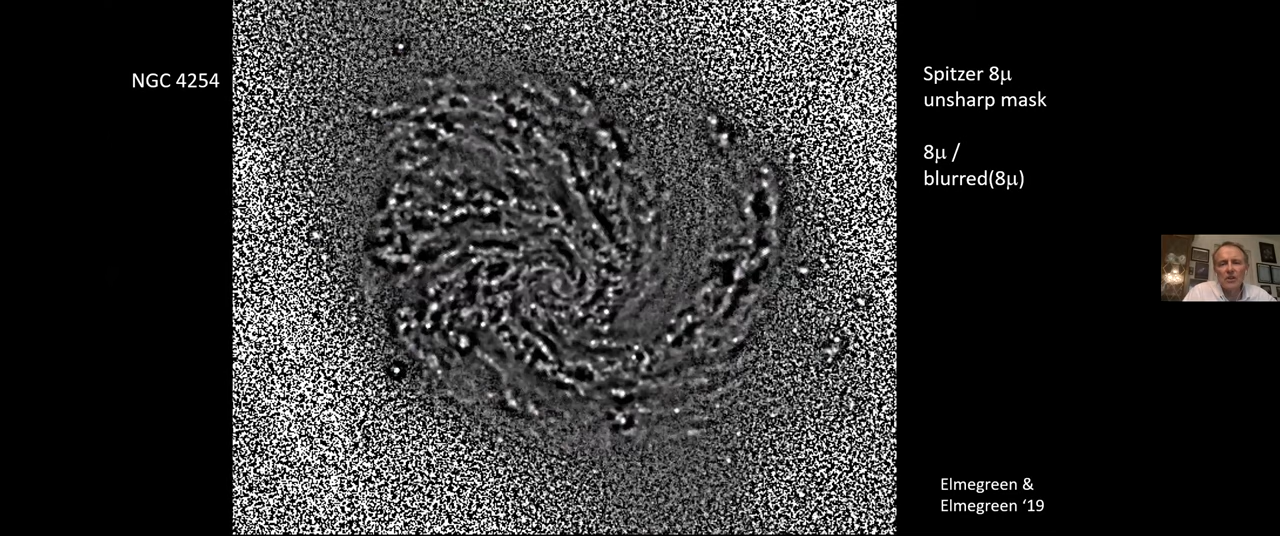 NGC 4254
Spitzer 8μ
unsharp mask
8μ /
blurred(8μ)
Elmegreen &
Elmegreen ‘19